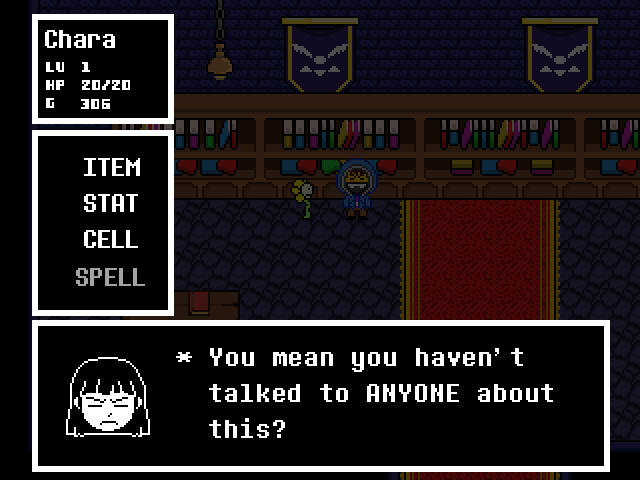 Chara
LV 1
HP 20/20
G 306
ITEM
STAT
CELL
SPELL
* You mean you haven't
talked to ANYONE about
this?